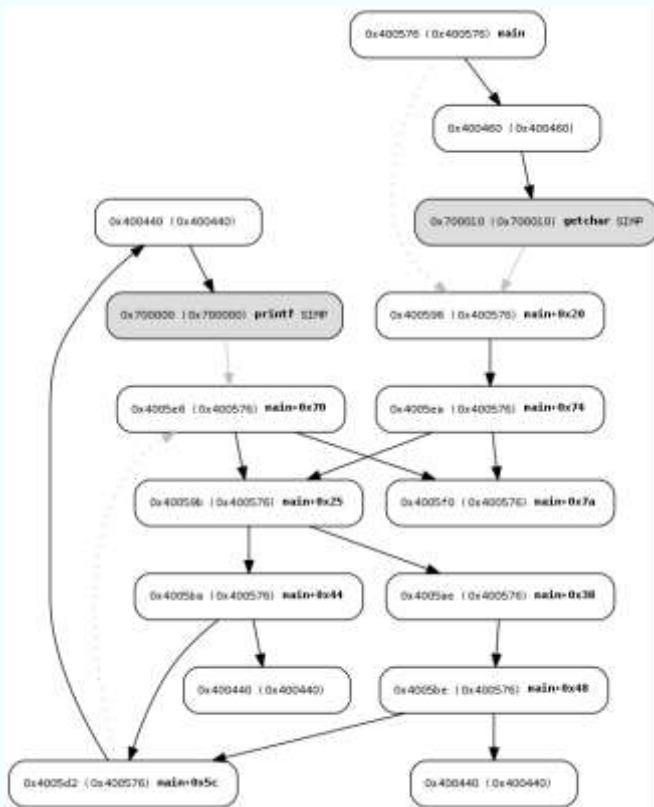 0x400576 (0x400576) main
0x400460 (0x400460)
0x400440 (0x400440)
0x700010 (0x700010) getchar SIMP
0x700000 (0x700000) printf SIMP
0x400596 (0x400576) main+0x20
0x4005e6 (0x400576) main+0x70
0x4005ea (0x400576) main+0x74
0x40059b (0x400576) main+0x25
0x4005f0 (0x400576) main+0x7a
0x4005ba (0x400576) main+0x44
0x4005ae (0x400576) main+0x38
0x400440 (0x400440)
0x4005be (0x400576) main+0x48
0x4005d2 (0x400576) main+0x5c
0x400440 (0x400440)